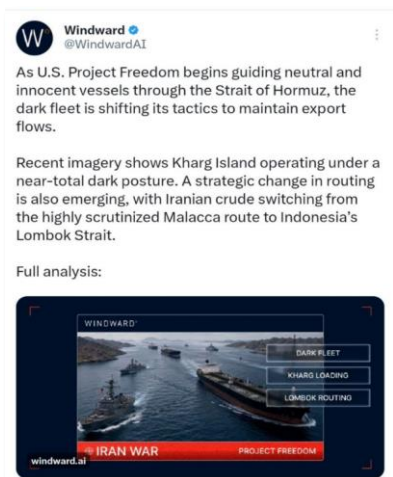 Windward
@WindwardAI
As U.S. Project Freedom begins guiding neutral and
innocent vessels through the Strait of Hormuz, the
dark fleet is shifting its tactics to maintain export
flows.
Recent imagery shows Kharg Island operating under a
near-total dark posture. A strategic change in routing
is also emerging, with Iranian crude switching from
the highly scrutinized Malacca route to Indonesia’s
Lombok Strait.
Full analysis:
WINDWARD
DARK FLEET
KHARG LOADING
LOMBOK ROUTING
IRAN WAR
PROJECT FREEDOM
windward.ai